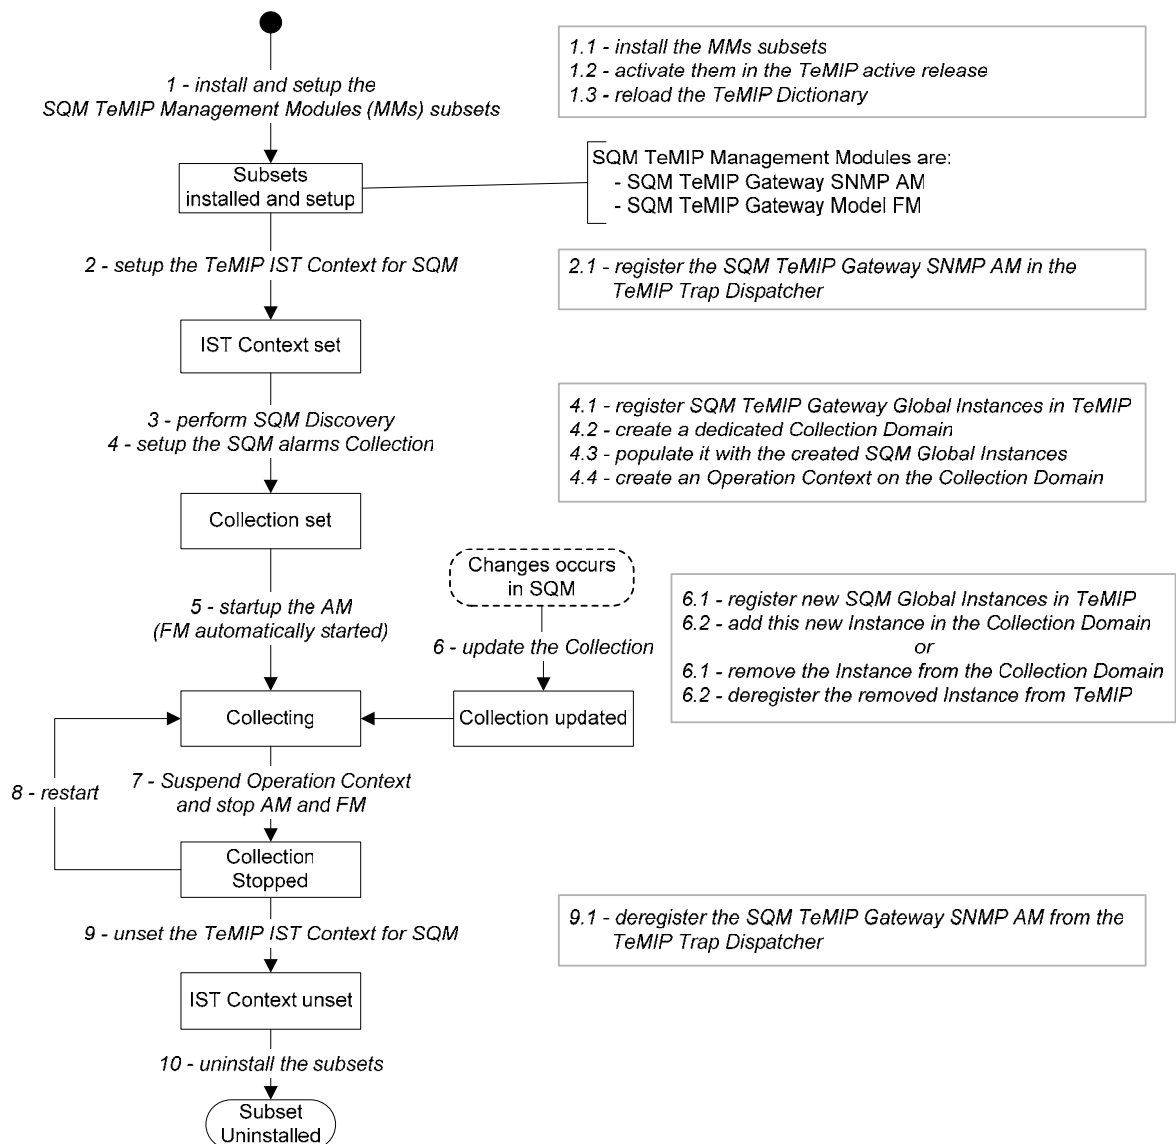 1 - install and setup the
SQM TeMIP Management Modules (MMs) subsets
1.1 - install the MMs subsets
1.2 - activate them in the TeMIP active release
1.3 - reload the TeMIP Dictionary
Subsets
installed and setup
SQM TeMIP Management Modules are:
- SQM TeMIP Gateway SNMP AM
- SQM TeMIP Gateway Model FM
2 - setup the TeMIP IST Context for SQM
2.1 - register the SQM TeMIP Gateway SNMP AM in the
TeMIP Trap Dispatcher
IST Context set
3 - perform SQM Discovery
4 - setup the SQM alarms Collection
4.1 - register SQM TeMIP Gateway Global Instances in TeMIP
4.2 - create a dedicated Collection Domain
4.3 - populate it with the created SQM Global Instances
4.4 - create an Operation Context on the Collection Domain
Collection set
Changes occurs
in SQM
5 - startup the AM
(FM automatically started)
6 - update the Collection
6.1 - register new SQM Global Instances in TeMIP
6.2 - add this new Instance in the Collection Domain
or
6.1 - remove the Instance from the Collection Domain
6.2 - deregister the removed Instance from TeMIP
Collecting
Collection updated
8 - restart
7 - Suspend Operation Context
and stop AM and FM
Collection
Stopped
9 - unset the TeMIP IST Context for SQM
9.1 - deregister the SQM TeMIP Gateway SNMP AM from the
TeMIP Trap Dispatcher
IST Context unset
10 - uninstall the subsets
Subset
Uninstalled